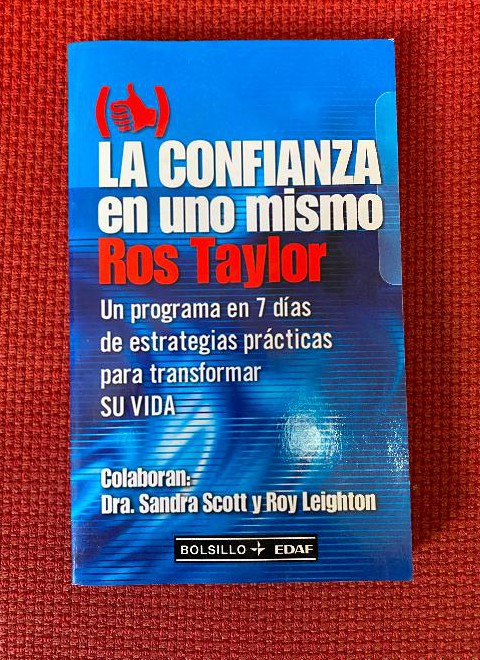 LA CONFIANZA
en uno mismo
Ros Taylor
Un programa en 7 días
de estrategias prácticas
para transformar
SU VIDA
Colaboran:
Dra. Sandra Scott y Roy Leighton
BOLSILLO EDAF